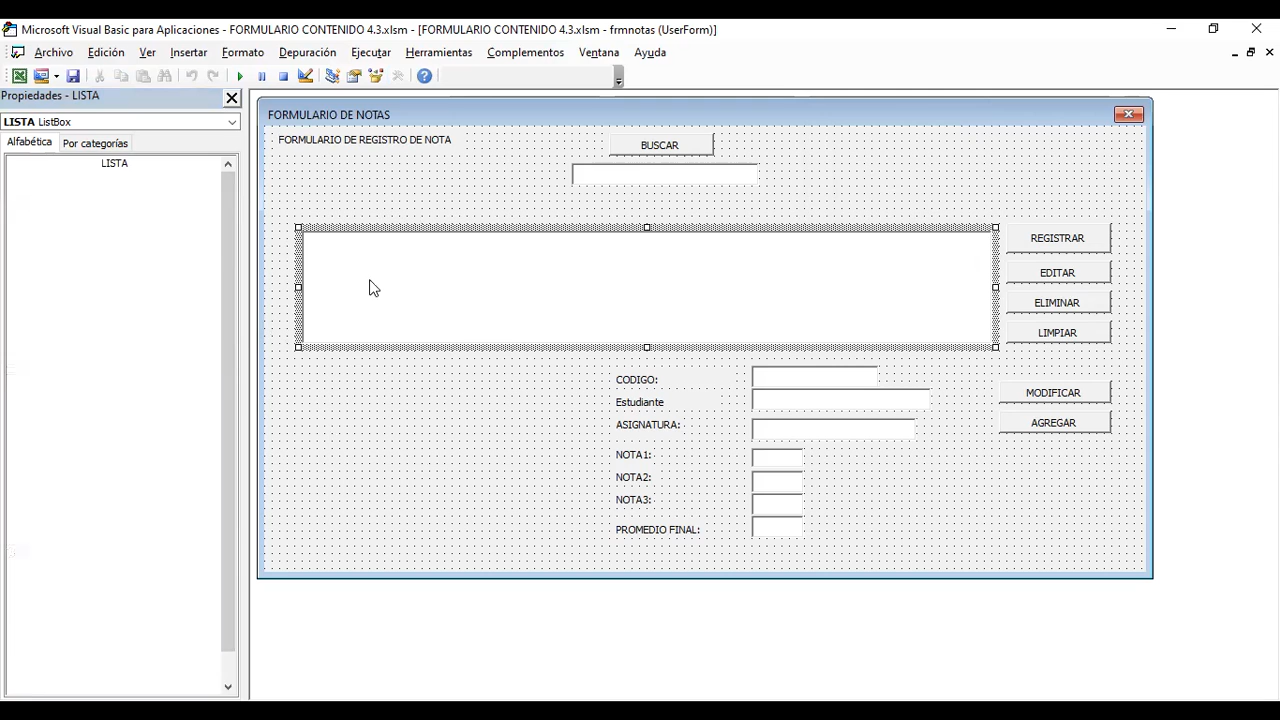 Microsoft Visual Basic para Aplicaciones - FORMULARIO CONTENIDO 4.3.xlsm - [FORMULARIO CONTENIDO 4.3.xlsm - frmnotas (UserForm)]
Archivo Edición Ver Insertar Formato Depuración Ejecutar Herramientas Complementos Ventana Ayuda
Propiedades - LISTA
LISTA ListBox
Alfabética Por categorías
LISTA
FORMULARIO DE NOTAS
FORMULARIO DE REGISTRO DE NOTA
BUSCAR
REGISTRAR
EDITAR
ELIMINAR
LIMPIAR
CODIGO:
Estudiante
MODIFICAR
ASIGNATURA:
AGREGAR
NOTA1:
NOTA2:
NOTA3:
PROMEDIO FINAL: